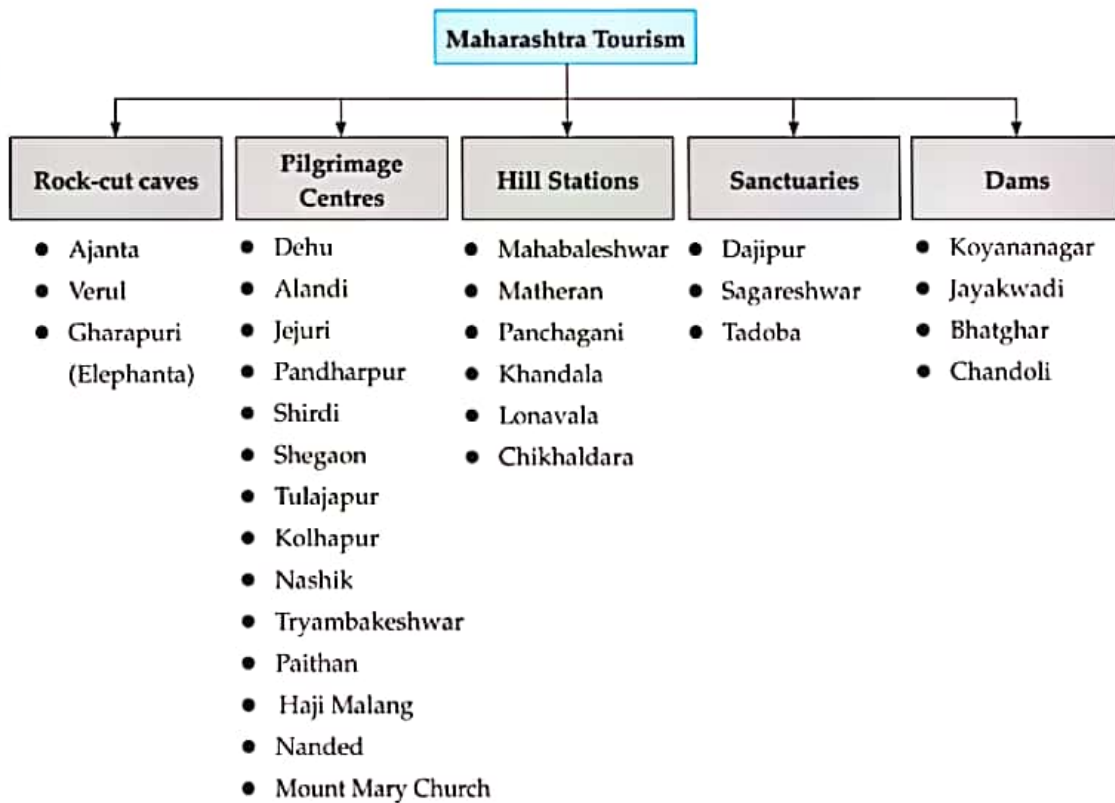 Maharashtra Tourism
Rock-cut caves
Pilgrimage
Centres
Hill Stations
Sanctuaries
Dams
Ajanta
Verul
Gharapuri
(Elephanta)
Dehu
Alandi
Jejuri
Pandharpur
Shirdi
Shegaon
Tulajapur
Kolhapur
Nashik
Tryambakeshwar
Paithan
Haji Malang
Nanded
Mount Mary Church
Mahabaleshwar
Matheran
Panchagani
Khandala
Lonavala
Chikhaldara
Dajipur
Sagareshwar
Tadoba
Koyananagar
Jayakwadi
Bhatghar
Chandoli